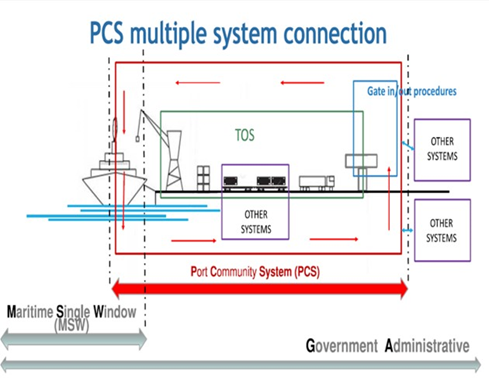 PCS multiple system connection
Gate in/out procedures
TOS
OTHER
SYSTEMS
OTHER
SYSTEMS
OTHER
SYSTEMS
Port Community System (PCS)
Maritime Single Window
(MSW)
Government Administrative